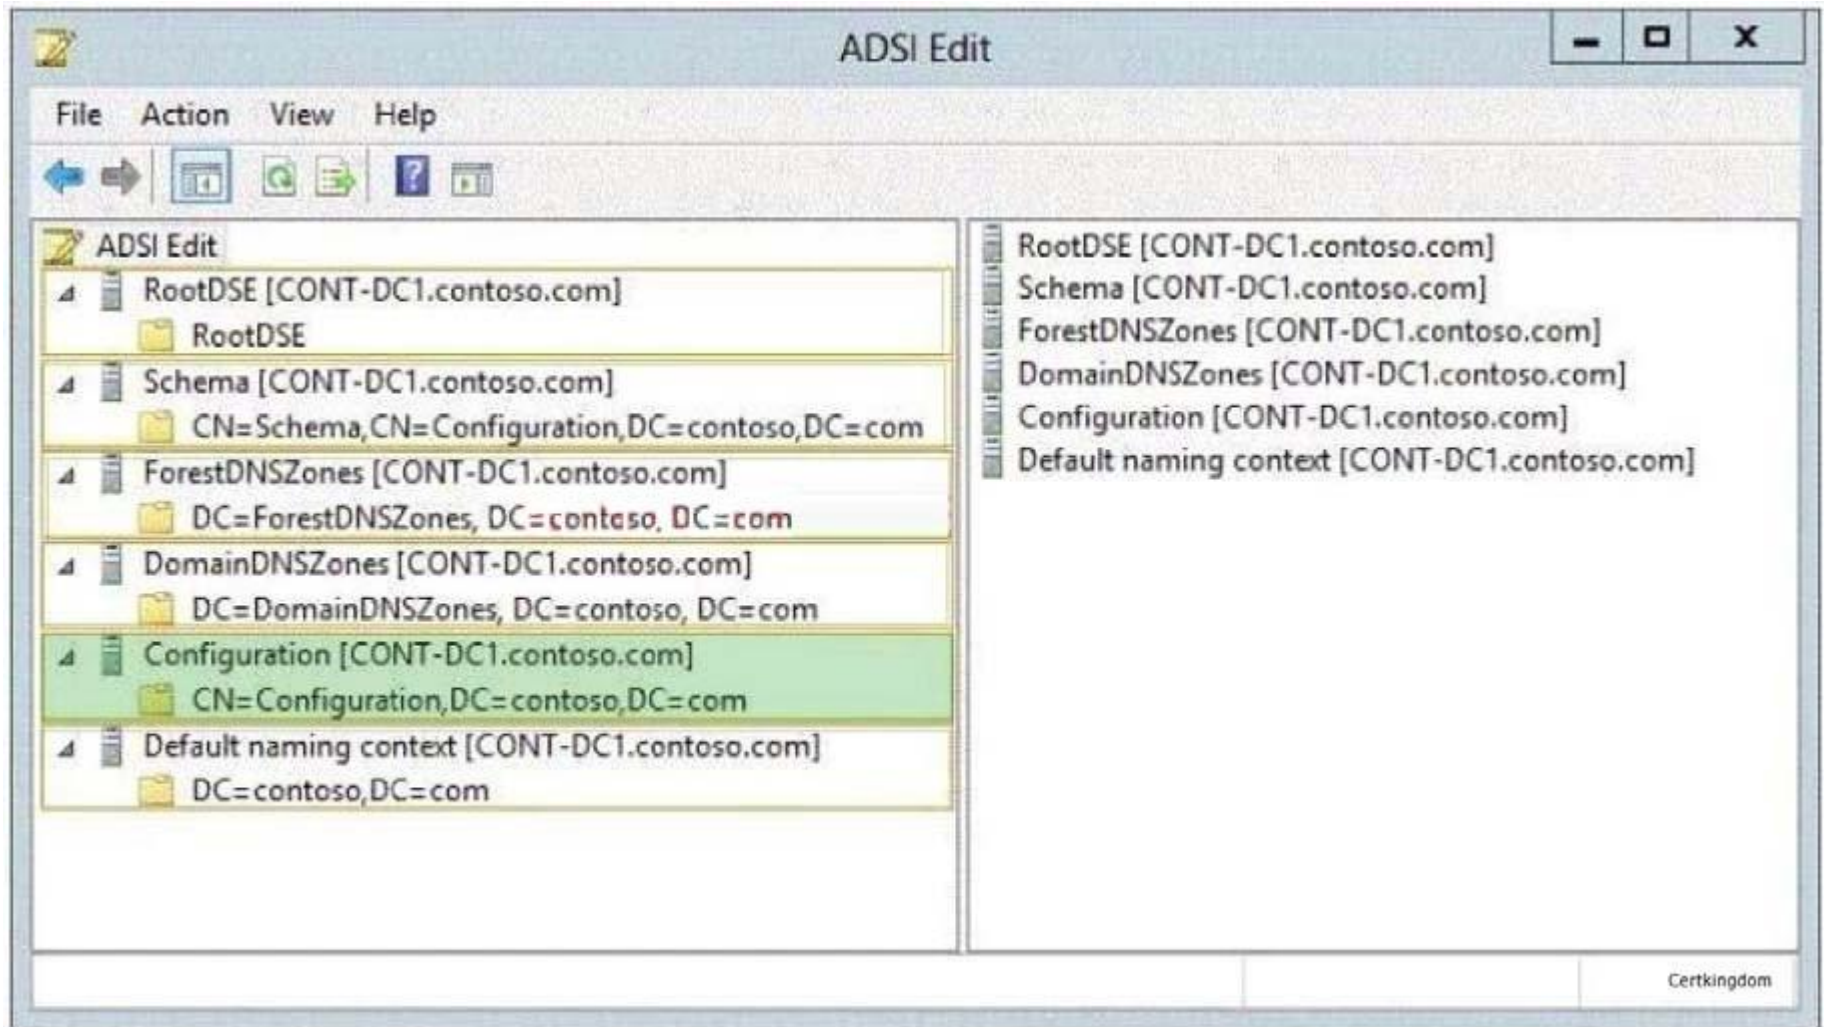 ADSI Edit
File Action View Help
ADSI Edit
RootDSE [CONT-DC1.contoso.com]
RootDSE
Schema [CONT-DC1.contoso.com]
CN=Schema,CN=Configuration,DC=contoso,DC=com
ForestDNSZones [CONT-DC1.contoso.com]
DC=ForestDNSZones, DC=contoso, DC=com
DomainDNSZones [CONT-DC1.contoso.com]
DC=DomainDNSZones, DC=contoso, DC=com
Configuration [CONT-DC1.contoso.com]
CN=Configuration,DC=contoso,DC=com
Default naming context [CONT-DC1.contoso.com]
DC=contoso,DC=com
RootDSE [CONT-DC1.contoso.com]
Schema [CONT-DC1.contoso.com]
ForestDNSZones [CONT-DC1.contoso.com]
DomainDNSZones [CONT-DC1.contoso.com]
Configuration [CONT-DC1.contoso.com]
Default naming context [CONT-DC1.contoso.com]
Certkingdom